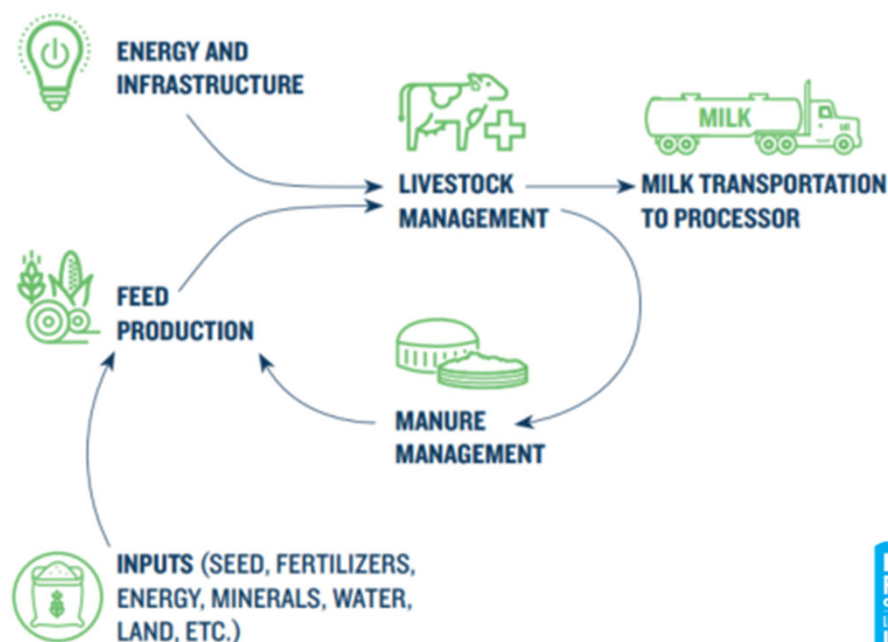 ENERGY AND
INFRASTRUCTURE
LIVESTOCK
MANAGEMENT
MILK
MILK TRANSPORTATION
TO PROCESSOR
FEED
PRODUCTION
MANURE
MANAGEMENT
INPUTS (SEED, FERTILIZERS,
ENERGY, MINERALS, WATER,
LAND, ETC.)